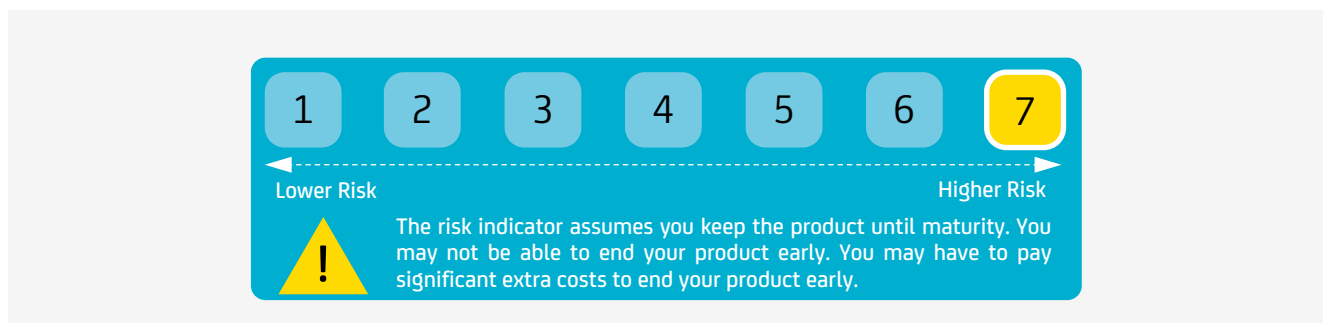 1 2 3 4 5 6 7
Lower Risk Higher Risk
The risk indicator assumes you keep the product until maturity. You
may not be able to end your product early. You may have to pay
significant extra costs to end your product early.
!